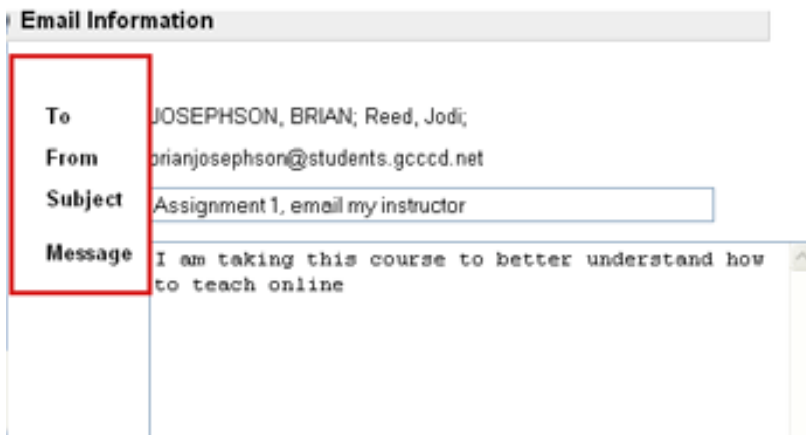 Email Information
To JOSEPHSON, BRIAN; Reed, Jodi;
From brianjosephson@students.gcccd.net
Subject Assignment 1, email my instructor
Message I am taking this course to better understand how
to teach online